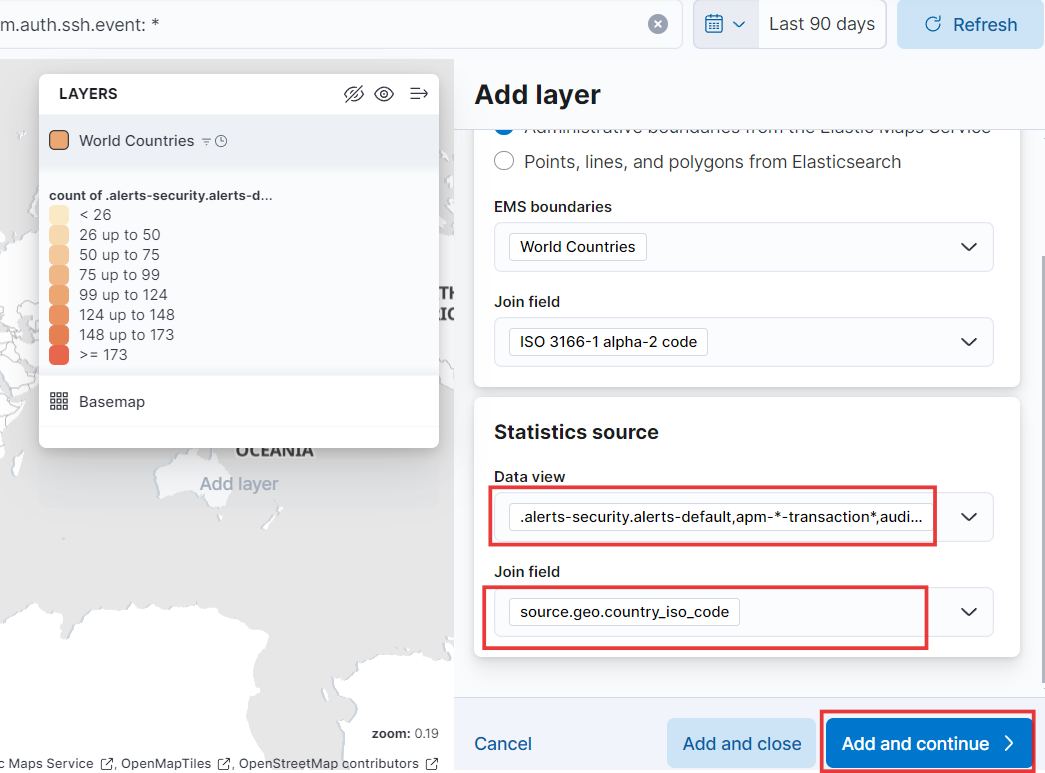 m.auth.ssh.event: *
Last 90 days
Refresh
LAYERS
World Countries
count of .alerts-security.alerts-d...
< 26
26 up to 50
50 up to 75
75 up to 99
99 up to 124
124 up to 148
148 up to 173
>= 173
Basemap
OCEANIA
Add layer
zoom: 0.19
c Maps Service , OpenMapTiles , OpenStreetMap contributors
Add layer
Administrative boundaries from the Elastic Maps Service
Points, lines, and polygons from Elasticsearch
EMS boundaries
World Countries
Join field
ISO 3166-1 alpha-2 code
Statistics source
Data view
.alerts-security.alerts-default,apm-*-transaction*,audi...
Join field
source.geo.country_iso_code
Cancel
Add and close
Add and continue